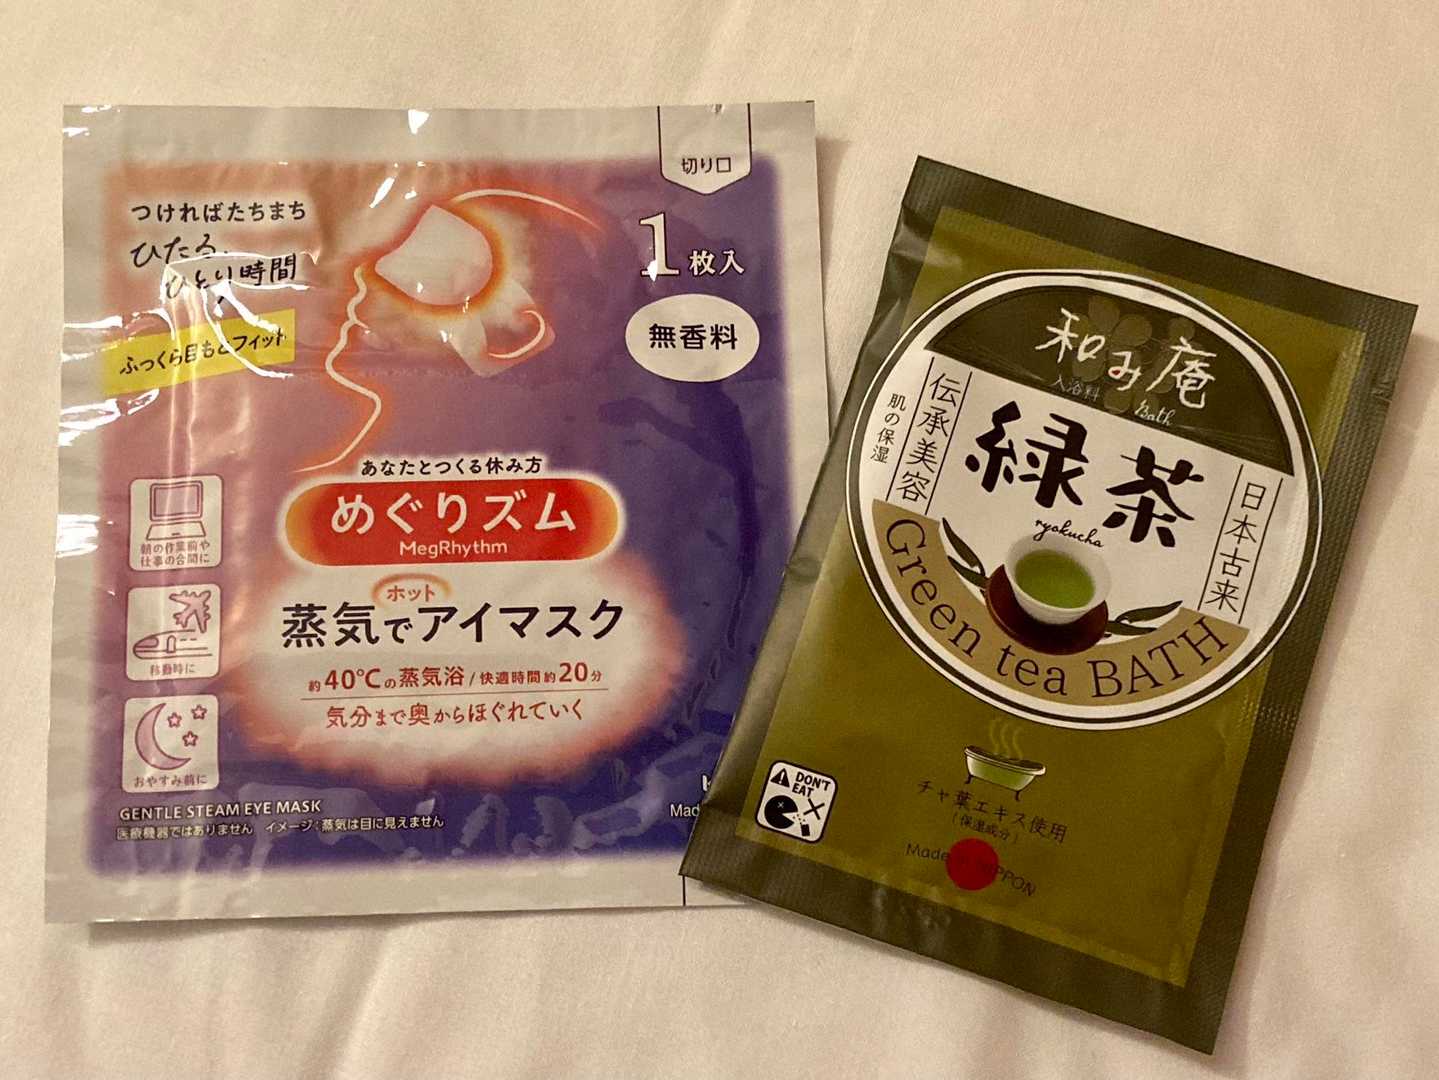 切り口
つければたちまち
ひたる、
ひとり時間
ふっくら目もとフィット
1枚入
無香料
あなたとつくる休み方
めぐりズム
MegRhythm
ホット
蒸気でアイマスク
約40℃の蒸気浴/快適時間約20分
気分まで奥からほぐれていく
朝の作業前や
仕事の合間に
移動時に
おやすみ前に
GENTLE STEAM EYE MASK
医療機器ではありません イメージ:蒸気は目に見えません
Mad
和み庵
入浴料
Bath
緑茶
ryokucha
伝承美容
肌の保湿
日本古来
Green tea BATH
DON'T
EAT
チャ葉エキス使用
(保湿成分)
Made NIPPON